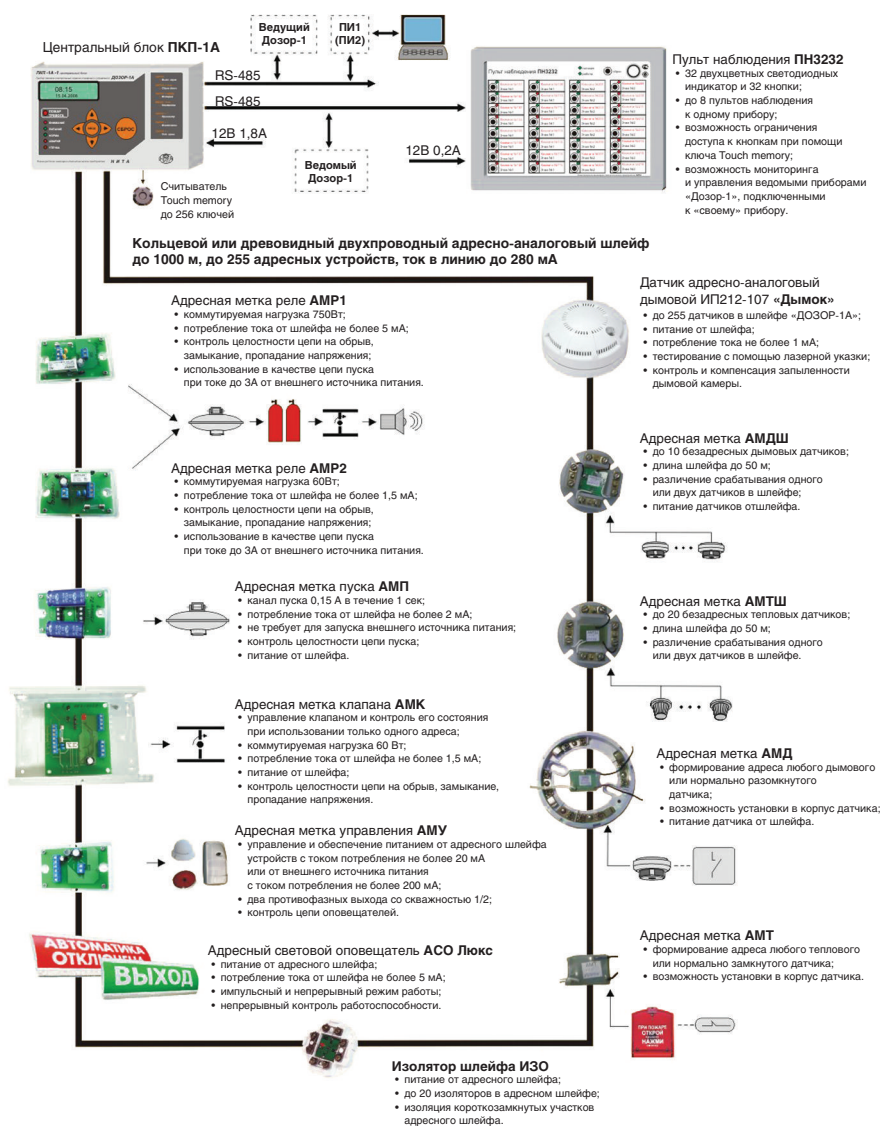 Центральный блок ПКП-1А
Ведущий
Дозор-1
ПИ1
(ПИ2)
ДОЗОР-1А
08:15
СБРОС
НИТА
RS-485
RS-485
12В 1,8А
Ведомый
Дозор-1
12В 0,2А
Считыватель
Touch memory
до 256 ключей
Пульт наблюдения ПН3232
Пульт наблюдения ПН3232
• 32 двухцветных светодиодных
индикатор и 32 кнопки;
• до 8 пультов наблюдения
к одному прибору;
• возможность ограничения
доступа к кнопкам при помощи
ключа Touch memory;
• возможность мониторинга
и управления ведомыми приборами
«Дозор-1», подключенными
к «своему» прибору.
Кольцевой или древовидный двухпроводный адресно-аналоговый шлейф
до 1000 м, до 255 адресных устройств, ток в линию до 280 мА
Адресная метка реле АМР1
• коммутируемая нагрузка 750Вт;
• потребление тока от шлейфа не более 5 мА;
• контроль целостности цепи на обрыв,
замыкание, пропадание напряжения;
• использование в качестве цепи пуска
при токе до 3А от внешнего источника питания.
Адресная метка реле АМР2
• коммутируемая нагрузка 60Вт;
• потребление тока от шлейфа не более 1,5 мА;
• контроль целостности цепи на обрыв,
замыкание, пропадание напряжения;
• использование в качестве цепи пуска
при токе до 3А от внешнего источника питания.
Адресная метка пуска АМП
• канал пуска 0,15 А в течение 1 сек;
• потребление тока от шлейфа не более 2 мА;
• не требует для запуска внешнего источника питания;
• контроль целостности цепи пуска;
• питание от шлейфа.
Адресная метка клапана АМК
• управление клапаном и контроль его состояния
при использовании только одного адреса;
• коммутируемая нагрузка 60 Вт;
• потребление тока от шлейфа не более 1,5 мА;
• питание от шлейфа;
• контроль целостности цепи на обрыв, замыкание,
пропадание напряжения.
Адресная метка управления АМУ
• управление и обеспечение питанием от адресного шлейфа
устройств с током потребления не более 20 мА
или от внешнего источника питания
с током потребления не более 200 мА;
• два противофазных выхода со скважностью 1/2;
• контроль цепи оповещателей.
АВТОМАТИКА
ОТКЛЮЧЕНА
ВЫХОД
Адресный световой оповещатель АСО Люкс
• питание от адресного шлейфа;
• потребление тока от шлейфа не более 5 мА;
• импульсный и непрерывный режим работы;
• непрерывный контроль работоспособности.
Датчик адресно-аналоговый
дымовой ИП212-107 «Дымок»
• до 255 датчиков в шлейфе «ДОЗОР-1А»;
• питание от шлейфа;
• потребление тока не более 1 мА;
• тестирование с помощью лазерной указки;
• контроль и компенсация запыленности
дымовой камеры.
Адресная метка АМДШ
• до 10 безадресных дымовых датчиков;
• длина шлейфа до 50 м;
• различение срабатывания одного
или двух датчиков в шлейфе;
• питание датчиков отшлейфа.
Адресная метка АМТШ
• до 20 безадресных тепловых датчиков;
• длина шлейфа до 50 м;
• различение срабатывания одного
или двух датчиков в шлейфе.
Адресная метка АМД
• формирование адреса любого дымового
или нормально разомкнутого
датчика;
• возможность установки в корпус датчика;
• питание датчика от шлейфа.
Адресная метка АМТ
• формирование адреса любого теплового
или нормально замкнутого датчика;
• возможность установки в корпус датчика.
ПРИ ПОЖАРЕ
ОТКРОЙ
НАЖМИ
Изолятор шлейфа ИЗО
• питание от адресного шлейфа;
• до 20 изоляторов в адресном шлейфе;
• изоляция короткозамкнутых участков
адресного шлейфа.